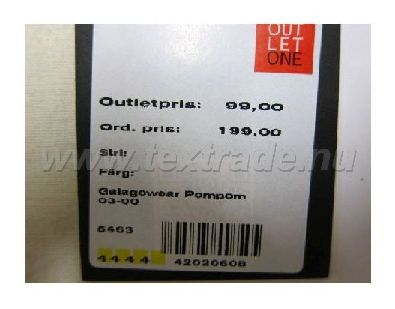 OUT
LET
ONE
Outletpris: 99,00
Ord. pris: 199,00
Strl:
www.textrade.nu
Färg:
Galagowear Pompom
03-00
5463
4444 42020608